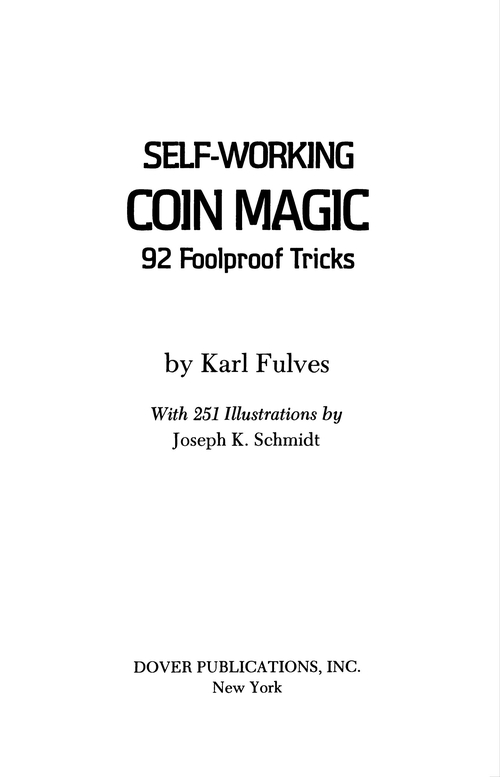 SELF-WORKING
COIN MAGIC
92 Foolproof Tricks
by Karl Fulves
With 251 Illustrations by
Joseph K. Schmidt
DOVER PUBLICATIONS, INC.
New York